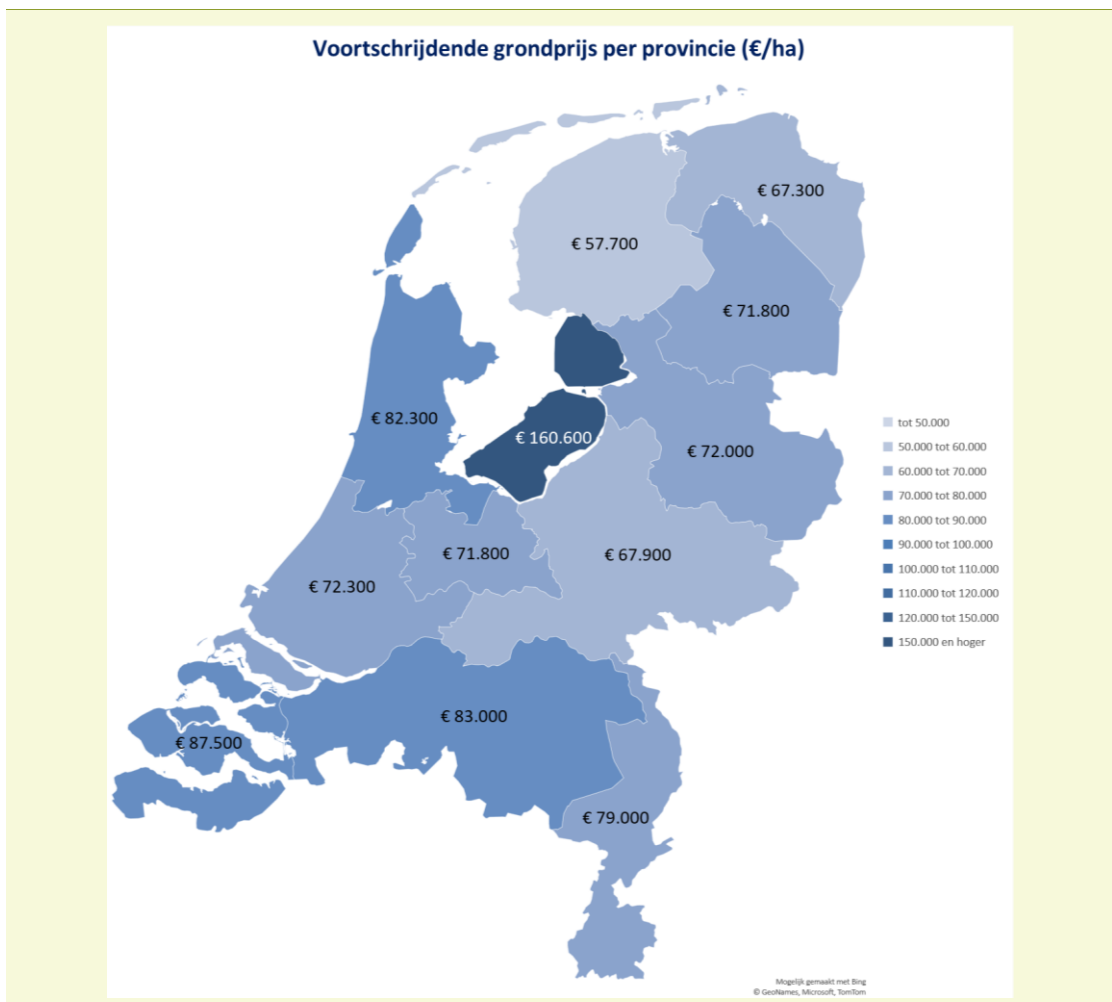 Voortschrijdende grondprijs per provincie (€/ha)
€ 67.300
€ 57.700
€ 71.800
€ 82.300
€ 160.600
€ 72.000
€ 71.800
€ 67.900
€ 72.300
€ 83.000
€ 87.500
€ 79.000
tot 50.000
50.000 tot 60.000
60.000 tot 70.000
70.000 tot 80.000
80.000 tot 90.000
90.000 tot 100.000
100.000 tot 110.000
110.000 tot 120.000
120.000 tot 150.000
150.000 en hoger
Mogelijk gemaakt met Bing
© GeoNames, Microsoft, TomTom